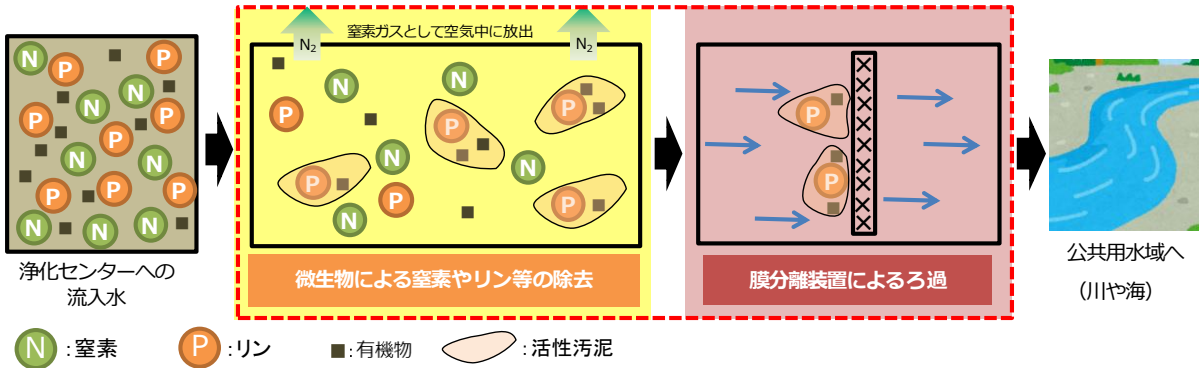 N₂
窒素ガスとして空気中に放出
N₂
N
P
N
N
P
P
N
P
N
N
P
P
P
N
N
N
N
N
P
P
P
N
P
N
P
P
N
P
P
浄化センターへの
流入水
微生物による窒素やリン等の除去
膜分離装置によるろ過
公共用水域へ
（川や海）
N：窒素
P：リン
：有機物
：活性汚泥